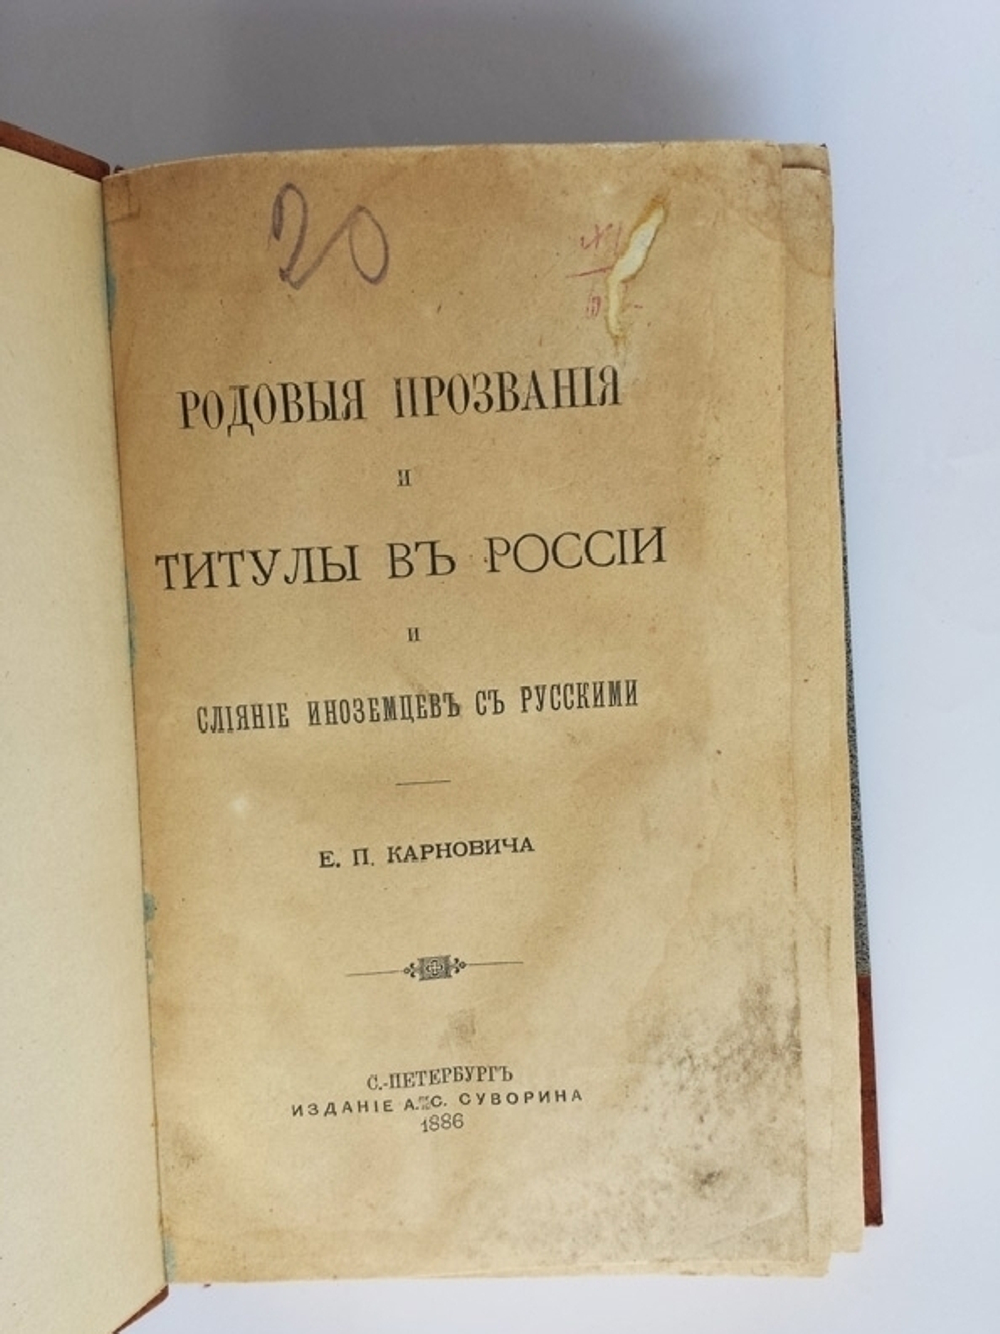 20
РОДОВЫЯ ПРОЗВАНІЯ
И
ТИТУЛЫ ВЪ РОССІИ
И
СЛІЯНІЕ ИНОЗЕМЦЕВЪ СЪ РУССКИМИ
Е. П. КАРНОВИЧА
С.-ПЕТЕРБУРГЪ
ИЗДАНІЕ А. С. СУВОРИНА
1886